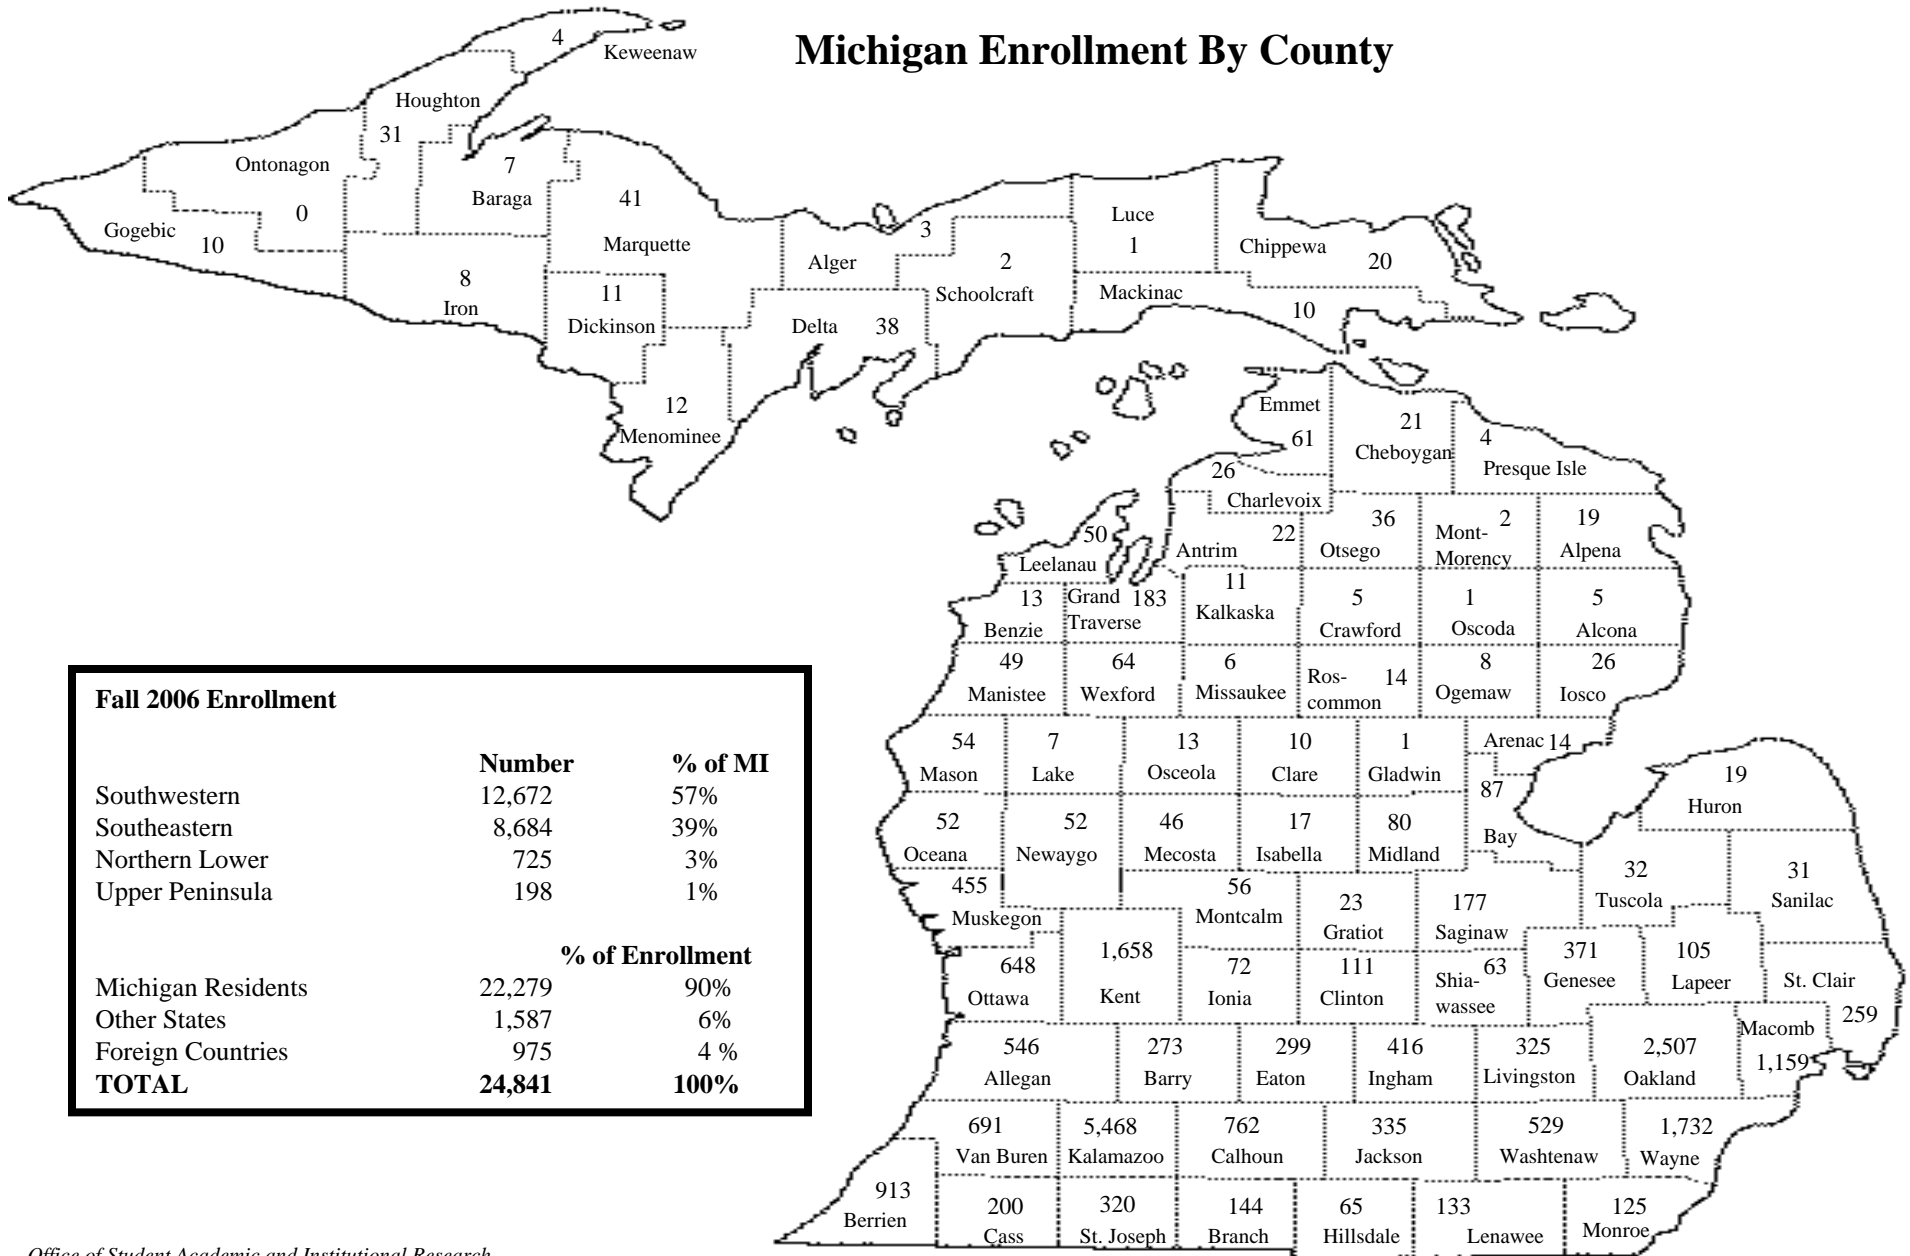 Michigan Enrollment By County
4
Keweenaw
Houghton
31
Ontonagon
0
7
Baraga
41
Marquette
Gogebic
10
8
Iron
11
Dickinson
3
Alger
2
Schoolcraft
Luce
1
Chippewa
20
Mackinac
10
Delta 38
12
Menominee
Emmet
61
21
Cheboygan
4
Presque Isle
26
Charlevoix
50
Leelanau
Antrim
22
36
Otsego
2
Mont-
Morency
19
Alpena
13
Benzie
Grand 183
Traverse
11
Kalkaska
5
Crawford
1
Oscoda
5
Alcona
49
Manistee
64
Wexford
6
Missaukee
Ros- 14
common
8
Ogemaw
26
Iosco
54
Mason
7
Lake
13
Osceola
10
Clare
1
Gladwin
Arenac 14
87
Bay
19
Huron
52
Oceana
52
Newaygo
46
Mecosta
17
Isabella
80
Midland
455
Muskegon
56
Montcalm
23
Gratiot
177
Saginaw
32
Tuscola
31
Sanilac
648
Ottawa
1,658
Kent
72
Ionia
111
Clinton
63
Shia-
wassee
371
Genesee
105
Lapeer
St. Clair
259
546
Allegan
273
Barry
299
Eaton
416
Ingham
325
Livingston
2,507
Oakland
Macomb
1,159
691
Van Buren
5,468
Kalamazoo
762
Calhoun
335
Jackson
529
Washtenaw
1,732
Wayne
913
Berrien
200
Cass
320
St. Joseph
144
Branch
65
Hillsdale
133
Lenawee
125
Monroe
Fall 2006 Enrollment
Number % of MI
Southwestern 12,672 57%
Southeastern 8,684 39%
Northern Lower 725 3%
Upper Peninsula 198 1%
% of Enrollment
Michigan Residents 22,279 90%
Other States 1,587 6%
Foreign Countries 975 4 %
TOTAL 24,841 100%
Office of Student Academic and Institutional Research